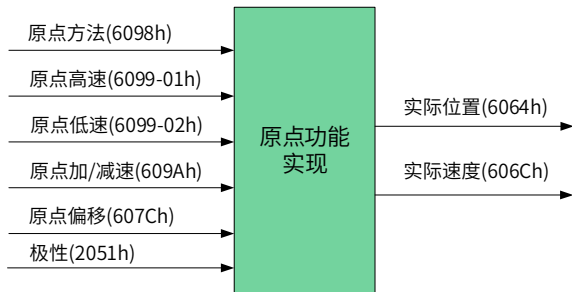 原点方法(6098h)
原点高速(6099-01h)
原点低速(6099-02h)
原点加/减速(609Ah)
原点偏移(607Ch)
极性(2051h)
原点功能
实现
实际位置(6064h)
实际速度(606Ch)